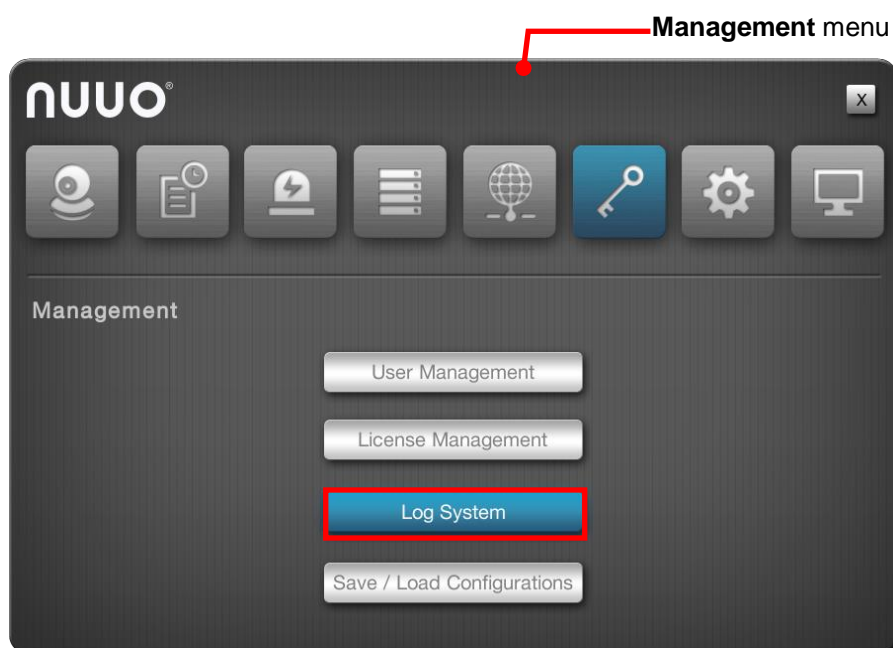 Management menu
nuuo®
X
Management
User Management
License Management
Log System
Save / Load Configurations